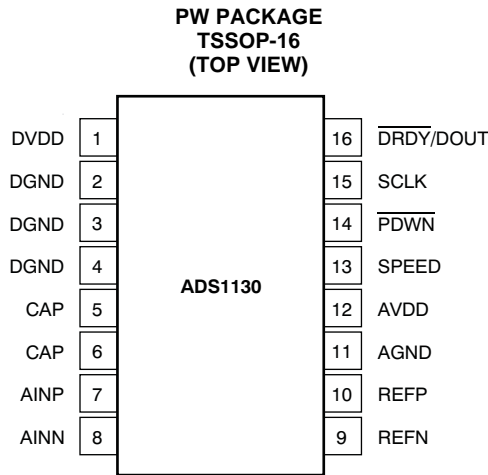 PW PACKAGE
TSSOP-16
(TOP VIEW)
DVDD 1 16 DRDY/DOUT
DGND 2 15 SCLK
DGND 3 14 PDWN
DGND 4 13 SPEED
ADS1130
CAP 5 12 AVDD
CAP 6 11 AGND
AINP 7 10 REFP
AINN 8 9 REFN